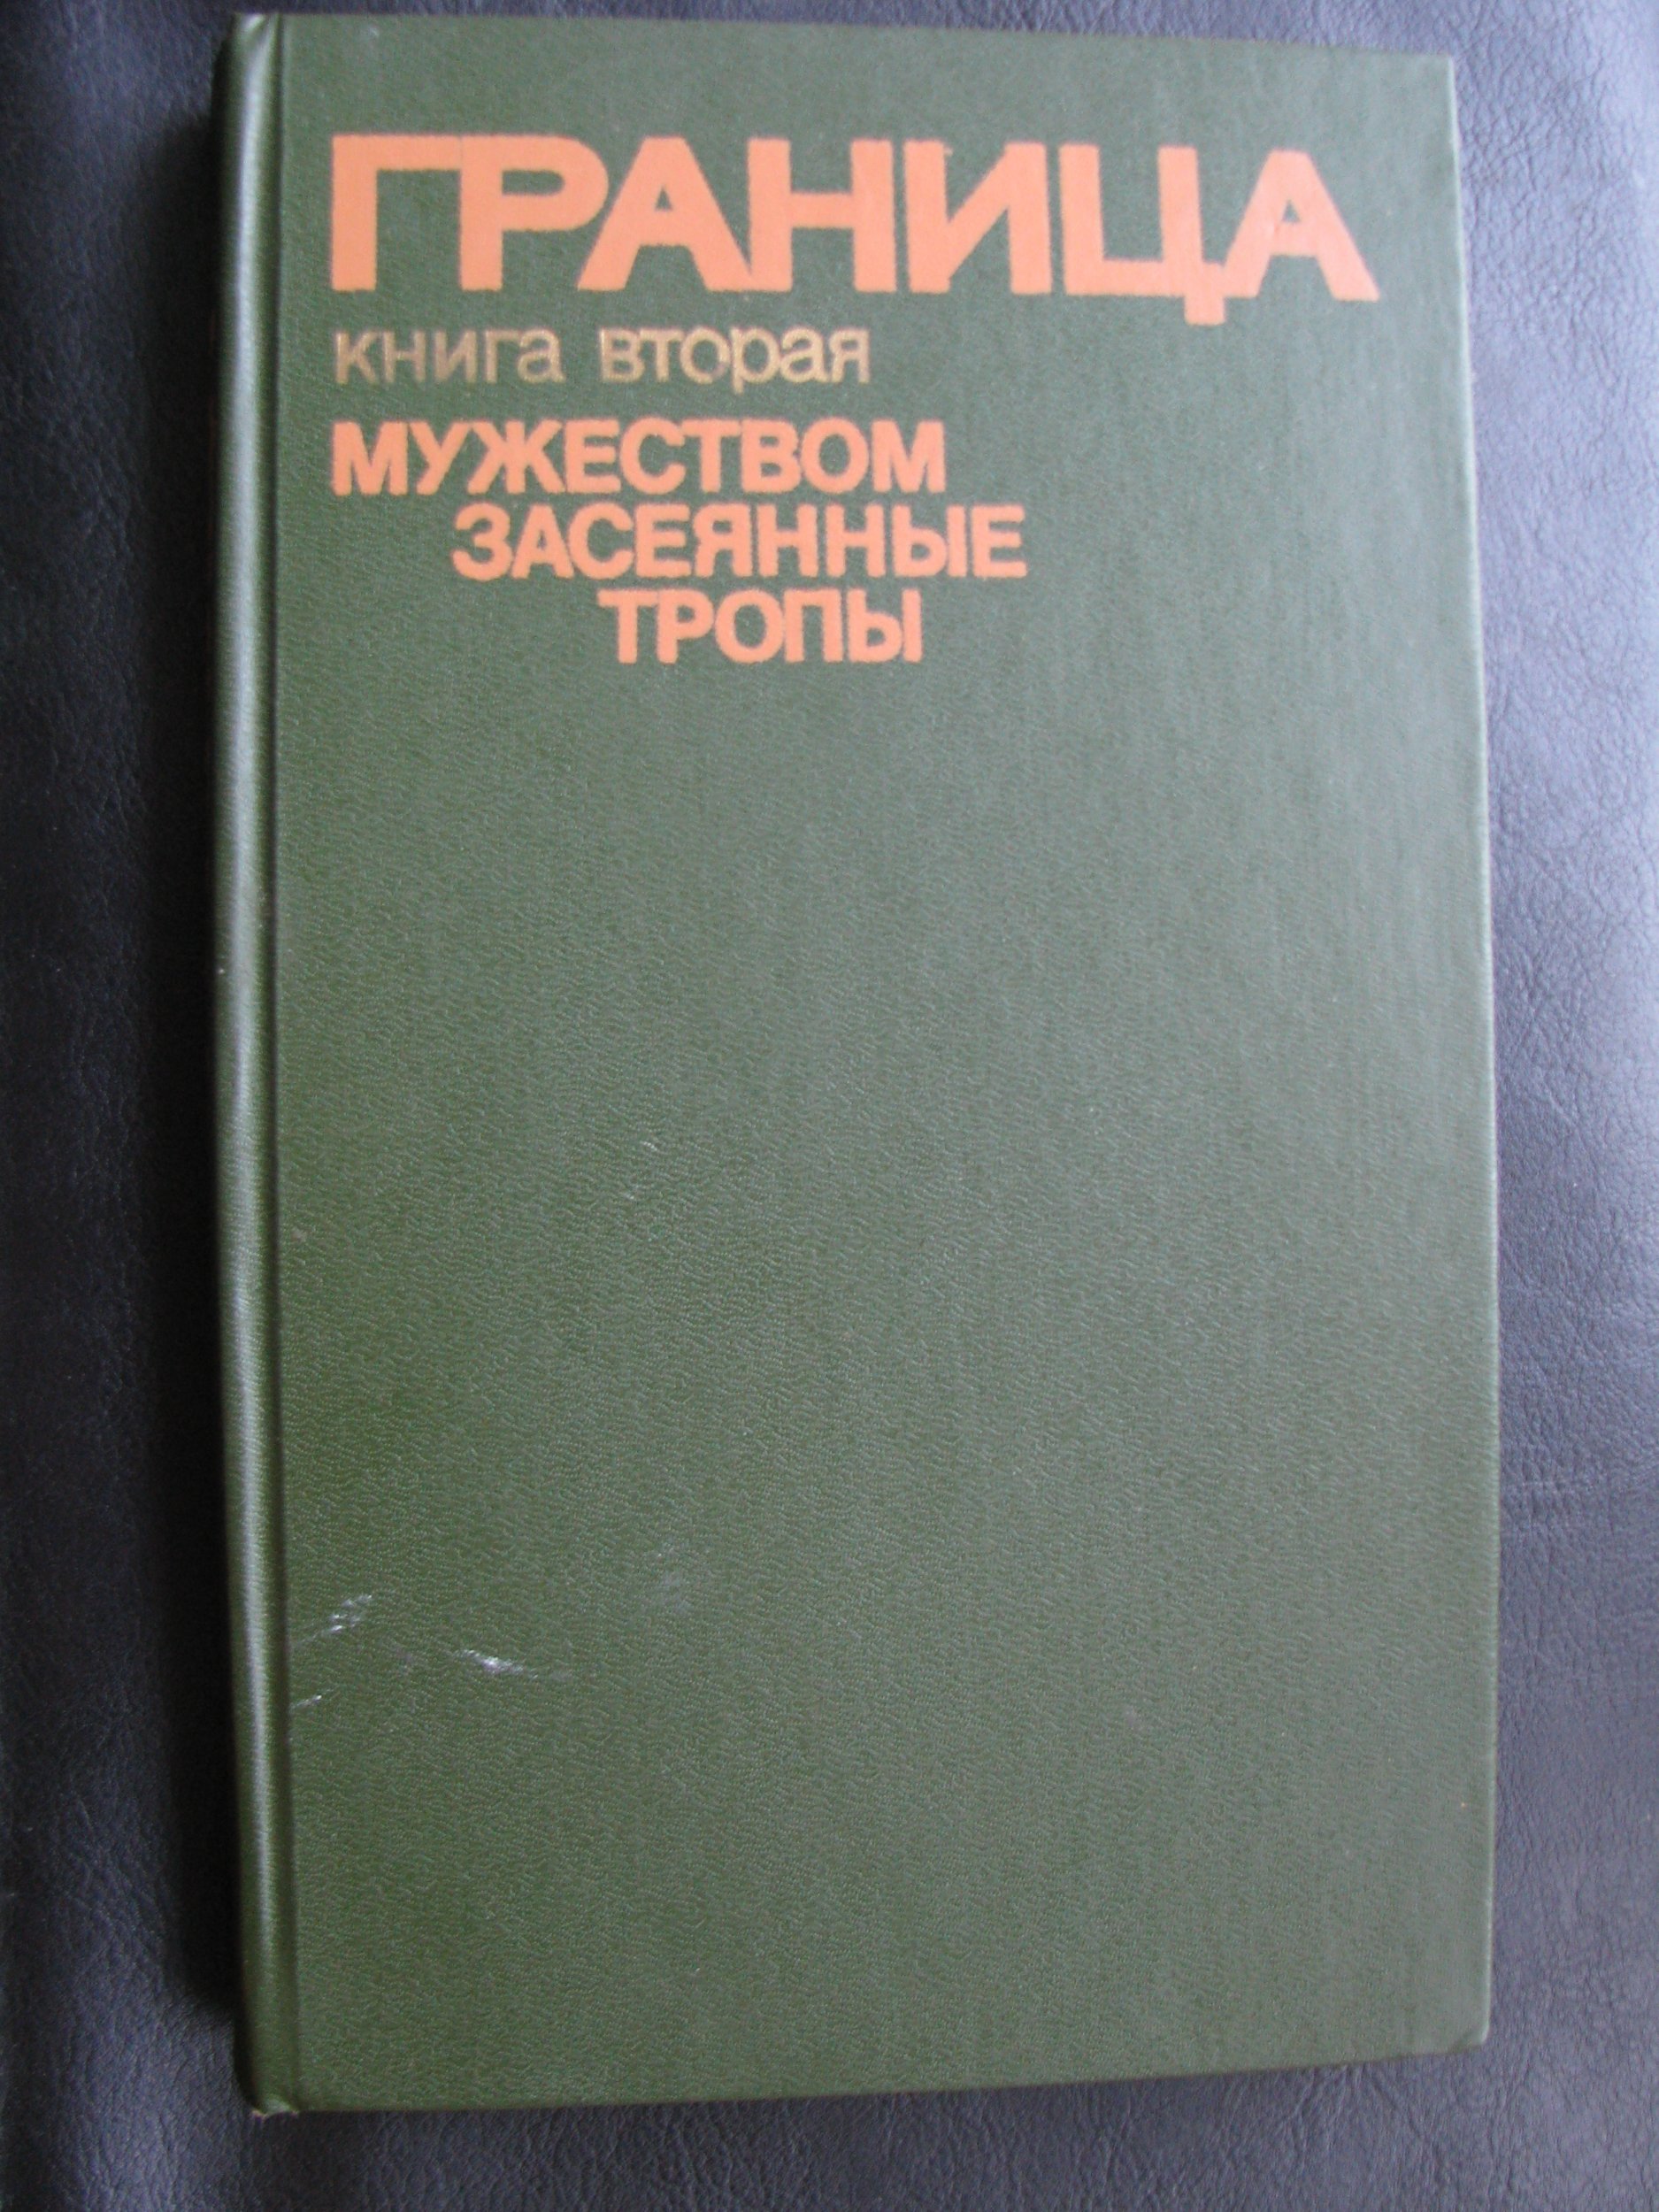 ГРАНИЦА
книга вторая
МУЖЕСТВОМ
ЗАСЕЯННЫЕ
ТРОПЫ